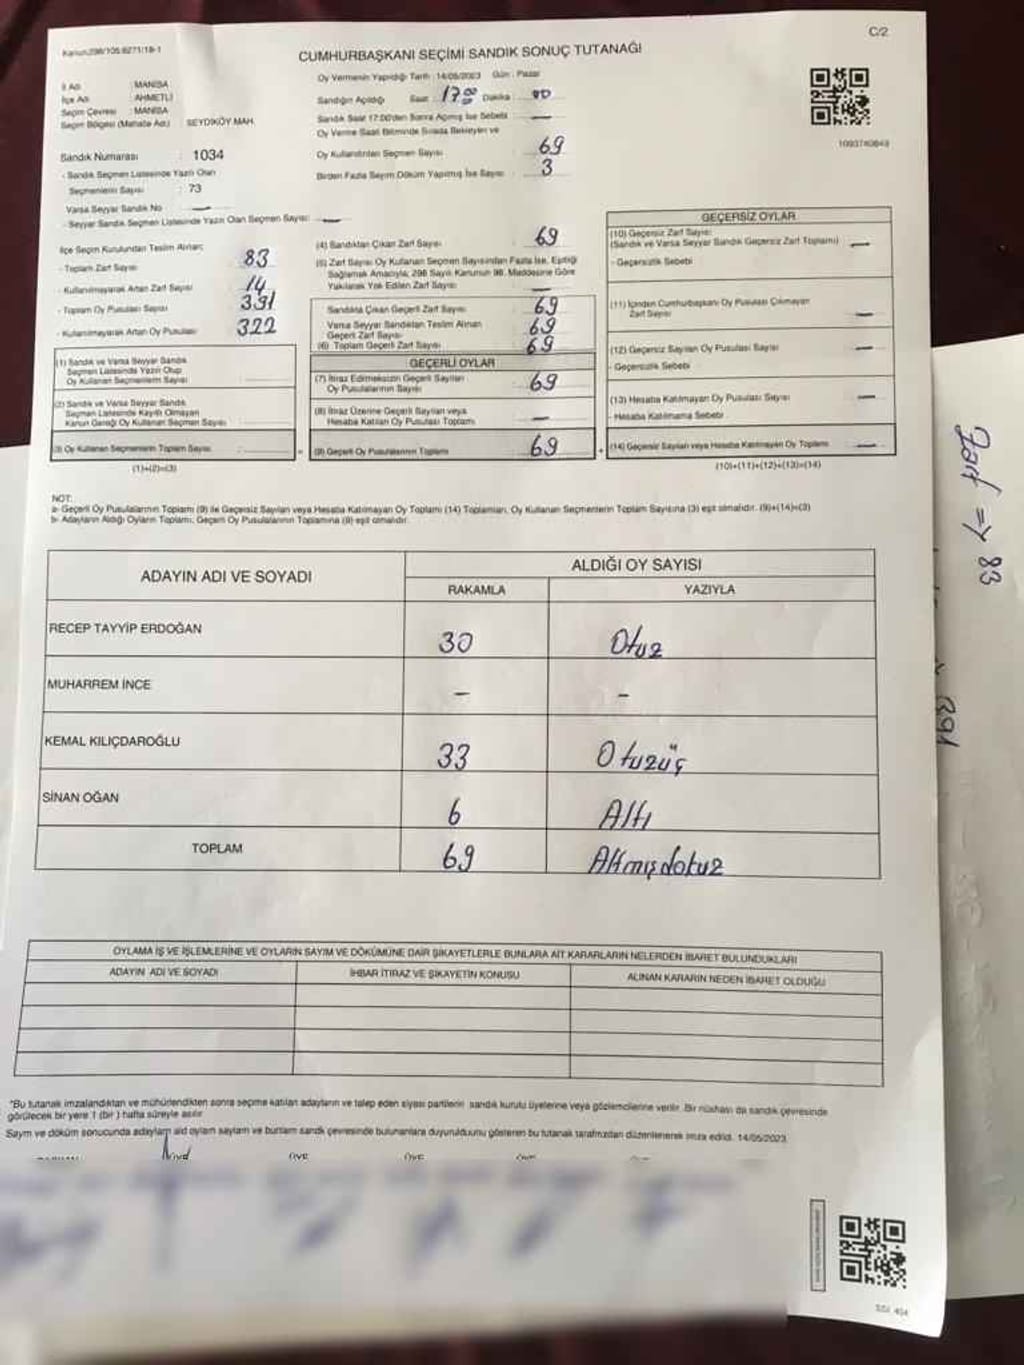 Kanun:298/105:6271/18-1
C/2
CUMHURBAŞKANI SEÇİMİ SANDIK SONUÇ TUTANAĞI
İl Adı : MANİSA
İlçe Adı : AHMETLİ
Seçim Çevresi : MANİSA
Seçim Bölgesi (Mahalle Adı) : SEYDİKÖY MAH.
Sandık Numarası : 1034
- Sandık Seçmen Listesinde Yazılı Olan
Seçmenlerin Sayısı : 73
Varsa Seyyar Sandık No —
- Seyyar Sandık Seçmen Listesinde Yazılı Olan Seçmen Sayısı : —
Oy Vermenin Yapıldığı Tarih : 14/05/2023 Gün : Pazar
Sandığın Açıldığı Saat : 17.00 Dakika : 00
Sandık Saat 17:00'den Sonra Açılmış İse Sebebi —
Oy Verme Saati Bitiminde Sırada Bekleyen ve
Oy Kullandırılan Seçmen Sayısı : 69
Birden Fazla Seçim Döküm Yapılmış İse Sayısı : 3
1093740843
İlçe Seçim Kurulundan Teslim Alınan;
- Toplam Zarf Sayısı : 83
- Kullanılmayarak Artan Zarf Sayısı : 14
- Toplam Oy Pusulası Sayısı : 391
- Kullanılmayarak Artan Oy Pusulası : 322
(1) Sandık ve Varsa Seyyar Sandık
Seçmen Listesinde Yazılı Olup
Oy Kullanan Seçmenlerin Sayısı :
(2) Sandık ve Varsa Seyyar Sandık
Seçmen Listesinde Kayıtlı Olmayan
Kanun Gereği Oy Kullanan Seçmen Sayısı :
(3) Oy Kullanan Seçmenlerin Toplam Sayısı :
(1)+(2)=(3)
(4) Sandıktan Çıkan Zarf Sayısı : 69
(5) Zarf Sayısı Oy Kullanan Seçmen Sayısından Fazla İse, Eşitliği
Sağlamak Amacıyla, 298 Sayılı Kanunun 98. Maddesine Göre
Yakılarak Yok Edilen Zarf Sayısı : —
Sandıkta Çıkan Geçerli Zarf Sayısı : 69
Varsa Seyyar Sandıktan Teslim Alınan
Geçerli Zarf Sayısı : 69
(6) Toplam Geçerli Zarf Sayısı : 69
GEÇERLİ OYLAR
(7) İtiraz Edilmeksizin Geçerli Sayılan
Oy Pusulalarının Sayısı : 69
(8) İtiraz Üzerine Geçerli Sayılan veya
Hesaba Katılan Oy Pusulaları Toplamı : —
(9) Geçerli Oy Pusulalarının Toplamı : 69
GEÇERSİZ OYLAR
(10) Geçersiz Zarf Sayısı
(Sandık ve Varsa Seyyar Sandık Geçersiz Zarf Toplamı) : —
- Geçersizlik Sebebi
(11) İçinden Cumhurbaşkanı Oy Pusulası Çıkmayan
Zarf Sayısı : —
(12) Geçersiz Sayılan Oy Pusulası Sayısı : —
- Geçersizlik Sebebi
(13) Hesaba Katılmayan Oy Pusulası Sayısı : —
- Hesaba Katılmama Sebebi
(14) Geçersiz Sayılan veya Hesaba Katılmayan Oy Toplamı : —
(10)+(11)+(12)+(13)=(14)
NOT:
a- Geçerli Oy Pusulalarının Toplamı (9) ile Geçersiz Sayılan veya Hesaba Katılmayan Oy Toplamı (14) Toplamları, Oy Kullanan Seçmenlerin Toplam Sayısına (3) eşit olmalıdır. (9)+(14)=(3)
b- Adayların Aldığı Oyların Toplamı, Geçerli Oy Pusulalarının Toplamına (9) eşit olmalıdır.
ADAYIN ADI VE SOYADI
ALDIĞI OY SAYISI
RAKAMLA YAZIYLA
RECEP TAYYİP ERDOĞAN 30 Otuz
MUHARREM İNCE - -
KEMAL KILIÇDAROĞLU 33 Otuzüç
SİNAN OĞAN 6 Altı
TOPLAM 69 Altmışdokuz
OYLAMA İŞ VE İŞLEMLERİNE VE OYLARIN SAYIM VE DÖKÜMÜNE DAİR ŞİKAYETLERLE BUNLARA AİT KARARLARIN NELERDEN İBARET BULUNDUKLARI
ADAYIN ADI VE SOYADI İHBAR İTİRAZ VE ŞİKAYETİN KONUSU ALINAN KARARIN NEDEN İBARET OLDUĞU
*Bu tutanak imzalandıktan ve mühürlendikten sonra seçime katılan adayların ve talep eden siyasi partilerin sandık kurulu üyelerine veya gözlemcilerine verilir. Bir nüshası da sandık çevresinde
görülecek bir yere 1 (bir ) hafta süreyle asılır.
Sayım ve döküm sonucunda adayların aldı oyların sayıları ve bunların sandık çevresinde bulunanlara duyurulduunu gösteren bu tutanak tarafımızdan düzenlenerek imza edildi. 14/05/2023
Zarf => 83
391